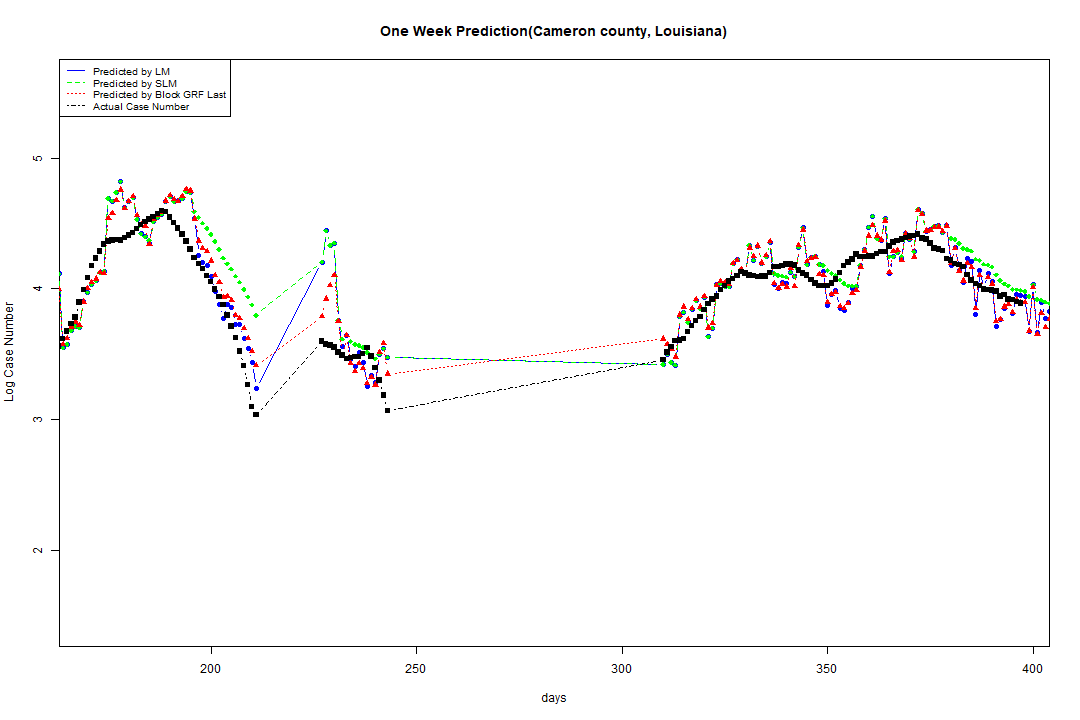 One Week Prediction(Cameron county, Louisiana)
Predicted by LM
Predicted by SLM
Predicted by Block GRF Last
Actual Case Number
5
4
3
2
Log Case Number
200 250 300 350 400
days